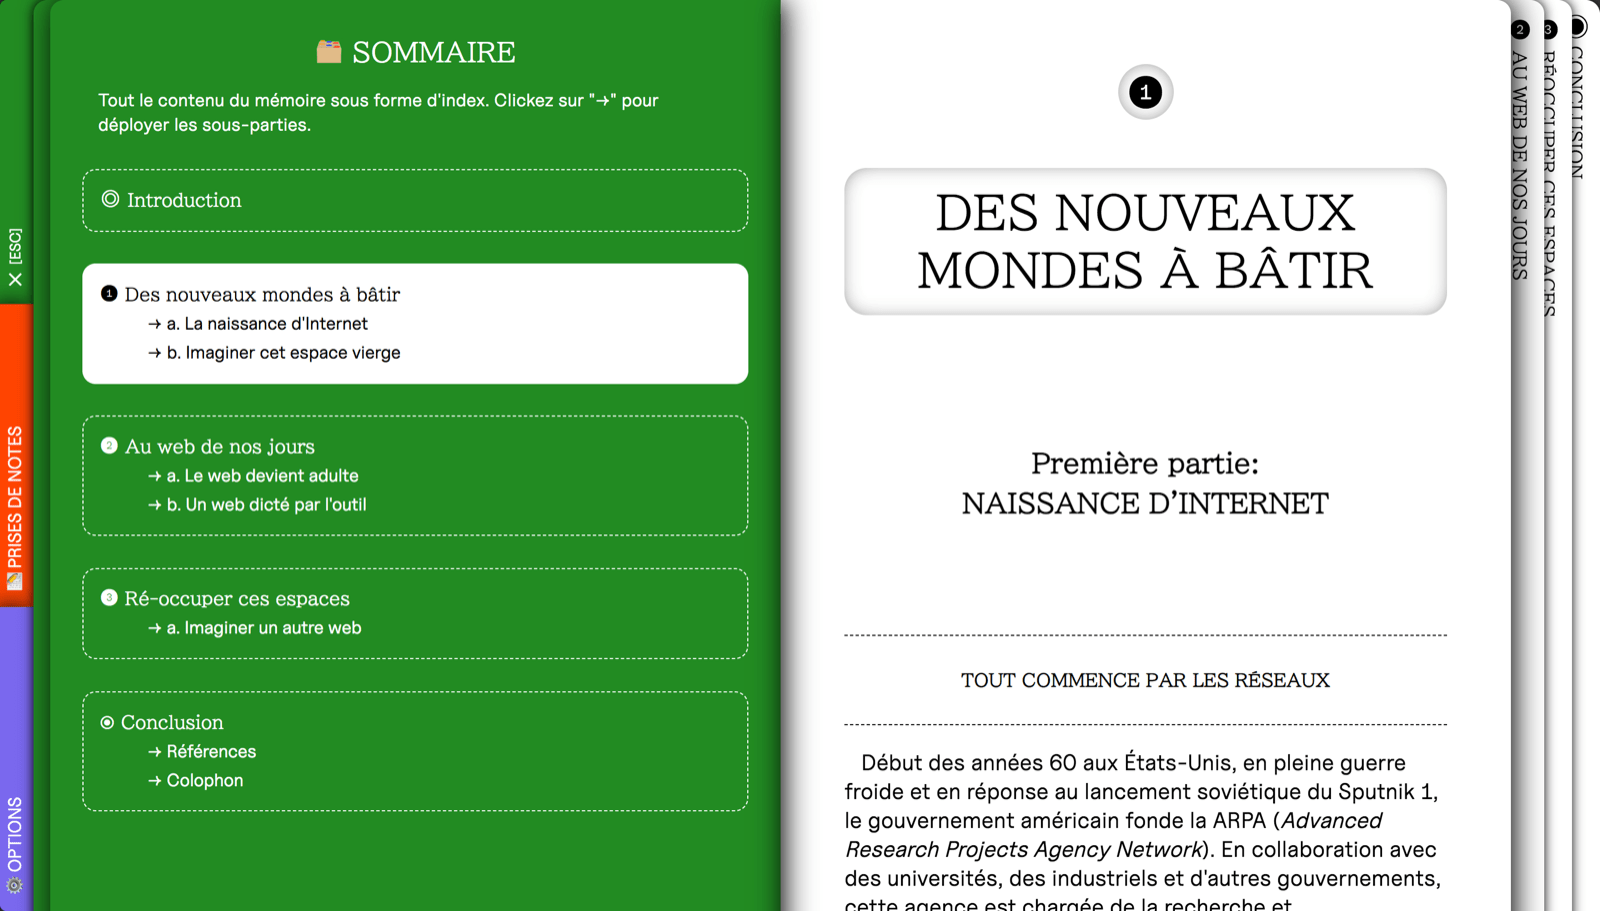 ✕ [ESC]
PRISES DE NOTES
OPTIONS
SOMMAIRE
Tout le contenu du mémoire sous forme d'index. Clickez sur "→" pour
déployer les sous-parties.
Introduction
1 Des nouveaux mondes à bâtir
→ a. La naissance d'Internet
→ b. Imaginer cet espace vierge
2 Au web de nos jours
→ a. Le web devient adulte
→ b. Un web dicté par l'outil
3 Ré-occuper ces espaces
→ a. Imaginer un autre web
Conclusion
→ Références
→ Colophon
1
DES NOUVEAUX
MONDES À BÂTIR
Première partie:
NAISSANCE D’INTERNET
TOUT COMMENCE PAR LES RÉSEAUX
Début des années 60 aux États-Unis, en pleine guerre
froide et en réponse au lancement soviétique du Sputnik 1,
le gouvernement américain fonde la ARPA (Advanced
Research Projects Agency Network). En collaboration avec
des universités, des industriels et d'autres gouvernements,
cette agence est chargée de la recherche et
2 AU WEB DE NOS JOURS
3 RÉOCCUPER CES ESPACES
CONCLUSION